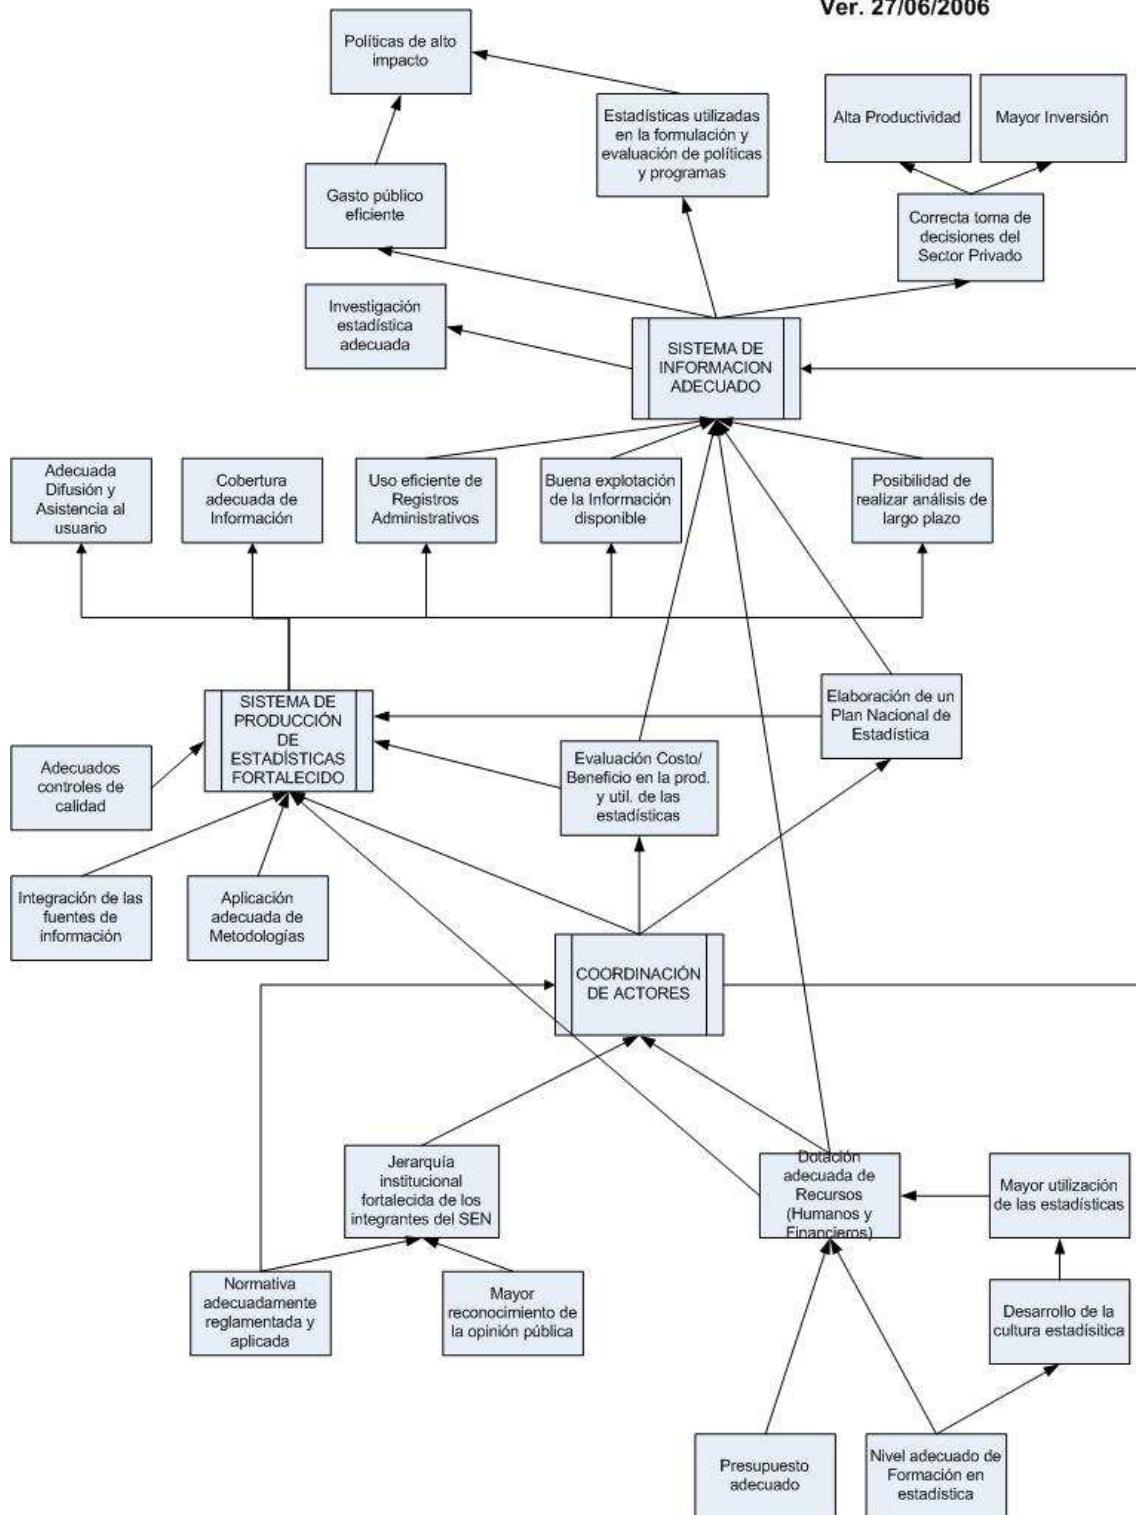 Ver. 27/06/2006
Políticas de alto
impacto
Estadísticas utilizadas
en la formulación y
evaluación de políticas
y programas
Alta Productividad
Mayor Inversión
Gasto público
eficiente
Correcta toma de
decisiones del
Sector Privado
Investigación
estadística
adecuada
SISTEMA DE
INFORMACION
ADECUADO
Adecuada
Difusión y
Asistencia al
usuario
Cobertura
adecuada de
Información
Uso eficiente de
Registros
Administrativos
Buena explotación
de la Información
disponible
Posibilidad de
realizar análisis de
largo plazo
SISTEMA DE
PRODUCCIÓN
DE
ESTADÍSTICAS
FORTALECIDO
Elaboración de un
Plan Nacional de
Estadística
Adecuados
controles de
calidad
Evaluación Costo/
Beneficio en la prod.
y util. de las
estadísticas
Integración de las
fuentes de
información
Aplicación
adecuada de
Metodologías
COORDINACIÓN
DE ACTORES
Jerarquía
institucional
fortalecida de los
integrantes del SEN
Dotación
adecuada de
Recursos
(Humanos y
Financieros)
Mayor utilización
de las estadísticas
Normativa
adecuadamente
reglamentada y
aplicada
Mayor
reconocimiento de
la opinión pública
Desarrollo de la
cultura estadísitica
Presupuesto
adecuado
Nivel adecuado de
Formación en
estadística